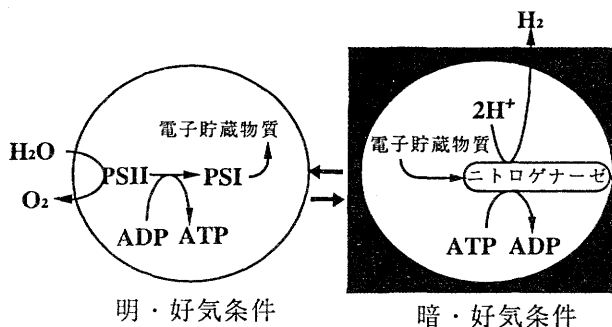 H₂
2H⁺
電子貯蔵物質
電子貯蔵物質
H₂O
PSII
PSI
ニトロゲナーゼ
O₂
ADP ATP
ATP ADP
明・好気条件
暗・好気条件